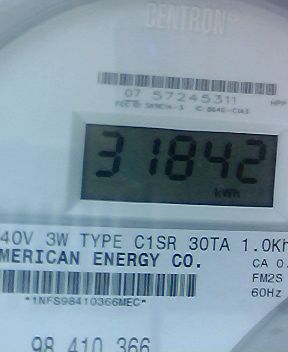 CENTRON®
07 57245311
31842
kWh
40V 3W TYPE C1SR 30TA 1.0Kh
MERICAN ENERGY CO.
CA 0.
FM2S
60Hz
*1NFS98410366MEC*
98 410 366